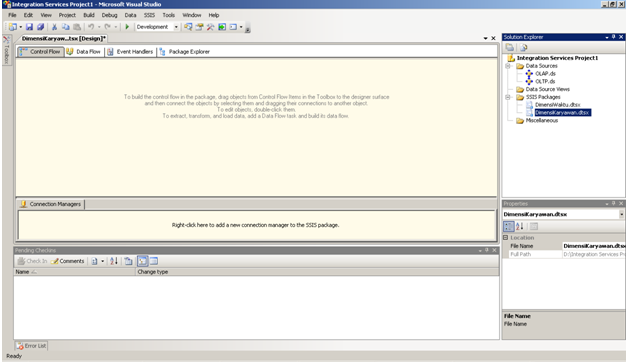 Integration Services Project1 - Microsoft Visual Studio
File Edit View Project Build Debug Data SSIS Tools Window Help
Development
DimensiKaryaw...tsx [Design]*
Control Flow Data Flow Event Handlers Package Explorer
To build the control flow in the package, drag objects from Control Flow Items in the Toolbox to the designer surface
and then connect the objects by selecting them and dragging their connections to another object.
To edit objects, double-click them.
To extract, transform, and load data, add a Data Flow task and build its data flow.
Connection Managers
Right-click here to add a new connection manager to the SSIS package.
Pending Checkins
Check In Comments
Name Change type
Error List
Ready
Toolbox
Solution Explorer
Integration Services Project1
Data Sources
OLAP.ds
OLTP.ds
Data Source Views
SSIS Packages
DimensiWaktu.dtsx
DimensiKaryawan.dtsx
Miscellaneous
Properties
DimensiKaryawan.dtsx
Location
File Name DimensiKaryawan.dt
Full Path D:\Integration Services Pr
File Name
File Name